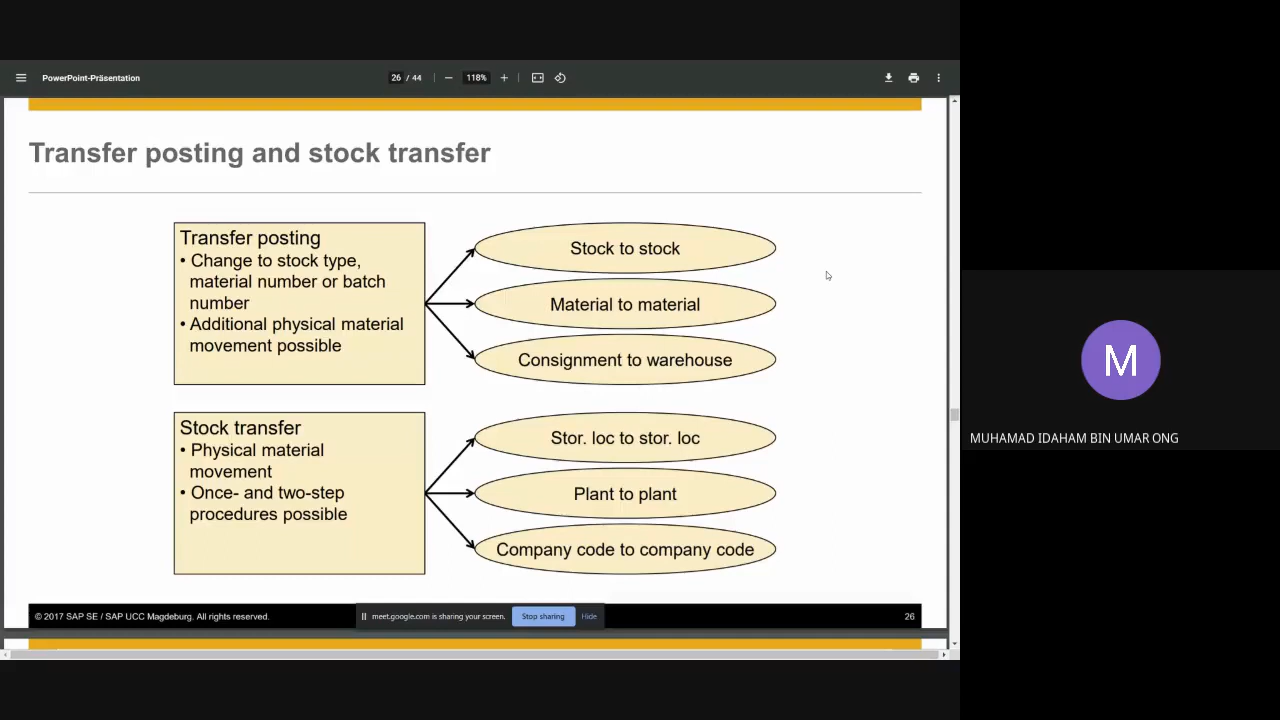 PowerPoint-Präsentation
26 / 44
118%
Transfer posting and stock transfer
Transfer posting
• Change to stock type,
material number or batch
number
• Additional physical material
movement possible
Stock to stock
Material to material
Consignment to warehouse
Stock transfer
• Physical material
movement
• Once- and two-step
procedures possible
Stor. loc to stor. loc
Plant to plant
Company code to company code
© 2017 SAP SE / SAP UCC Magdeburg. All rights reserved.
meet.google.com is sharing your screen.
Stop sharing
Hide
26
M
MUHAMAD IDAHAM BIN UMAR ONG